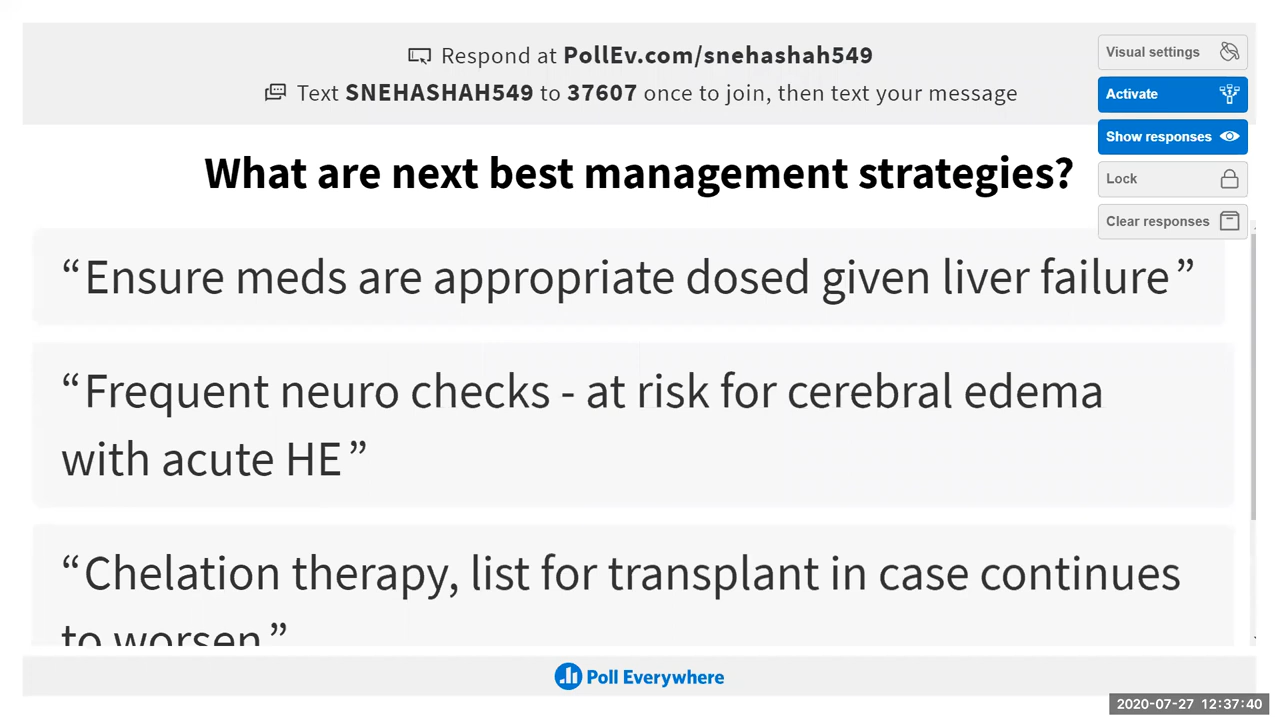 Respond at PollEv.com/snehashah549
Text SNEHASHAH549 to 37607 once to join, then text your message
Visual settings
Activate
Show responses
Lock
Clear responses
What are next best management strategies?
“Ensure meds are appropriate dosed given liver failure”
“Frequent neuro checks - at risk for cerebral edema
with acute HE”
“Chelation therapy, list for transplant in case continues
to worsen”
Poll Everywhere
2020-07-27 12:37:40